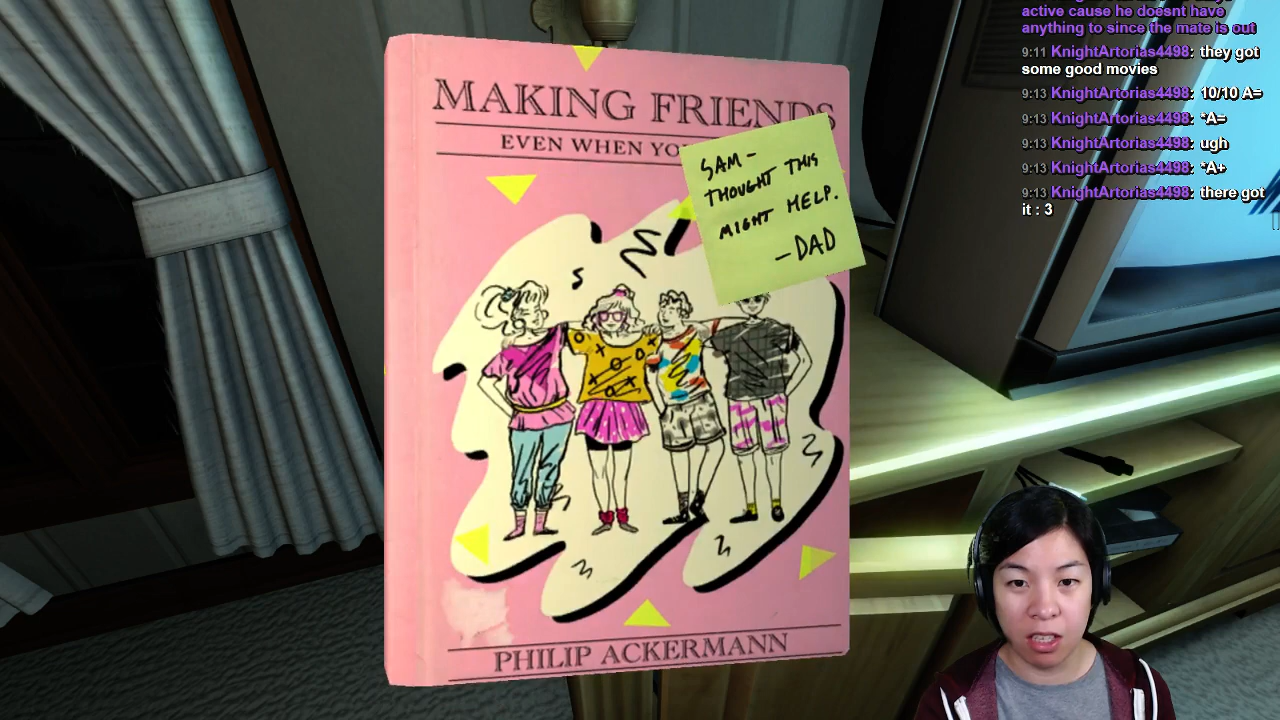 MAKING FRIENDS
EVEN WHEN
SAM-
THOUGHT THIS
MIGHT HELP.
-DAD
PHILIP ACKERMANN
active cause he doesnt have
anything to since the mate is out
9:11 KnightArtorias4498: they got
some good movies
9:13 KnightArtorias4498: 10/10 A=
9:13 KnightArtorias4498: *A=
9:13 KnightArtorias4498: ugh
9:13 KnightArtorias4498: *A+
9:13 KnightArtorias4498: there got
it : 3